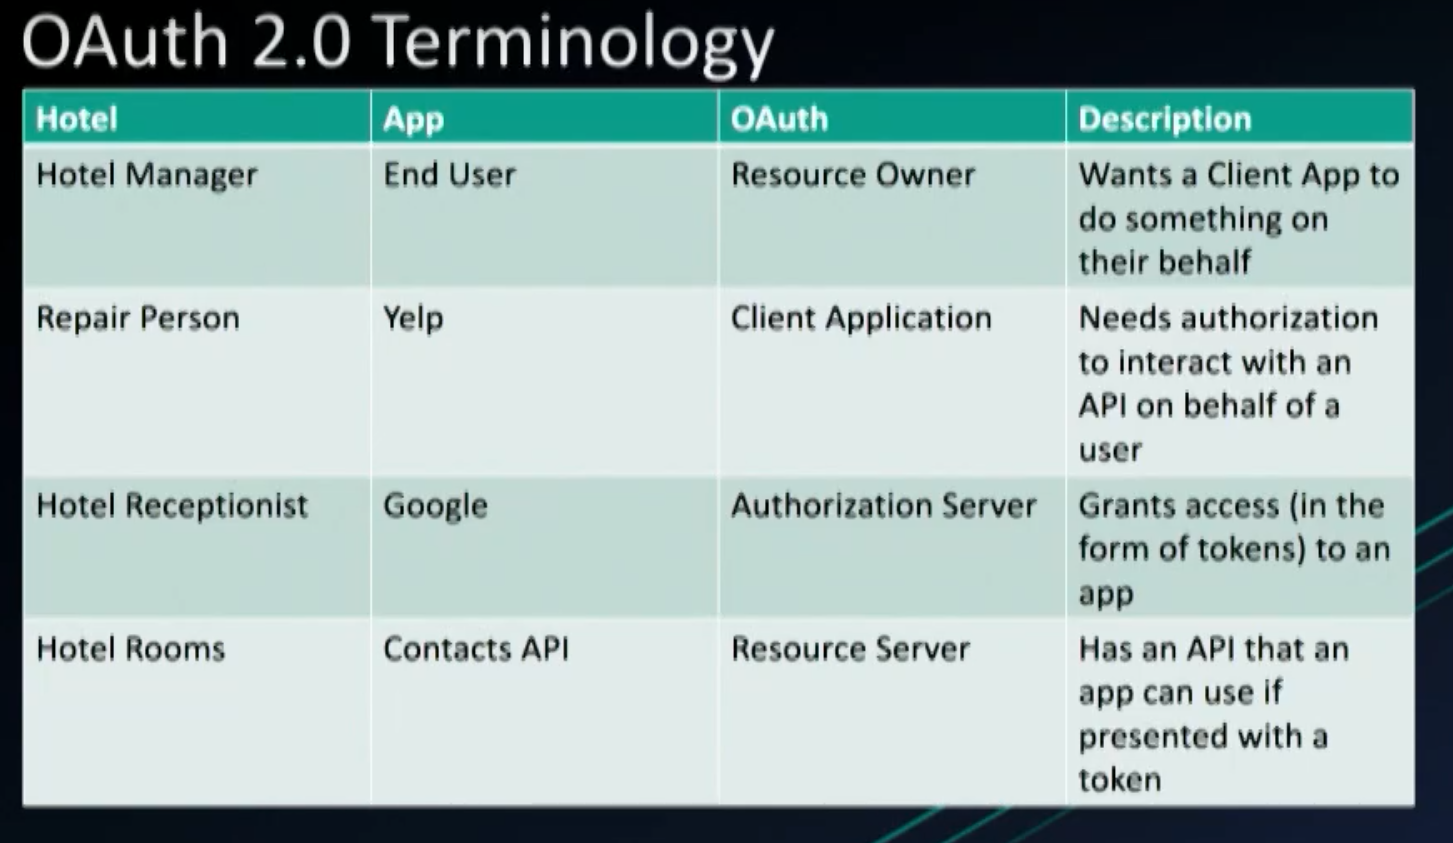 OAuth 2.0 Terminology
Hotel App OAuth Description
Hotel Manager End User Resource Owner Wants a Client App to
do something on
their behalf
Repair Person Yelp Client Application Needs authorization
to interact with an
API on behalf of a
user
Hotel Receptionist Google Authorization Server Grants access (in the
form of tokens) to an
app
Hotel Rooms Contacts API Resource Server Has an API that an
app can use if
presented with a
token